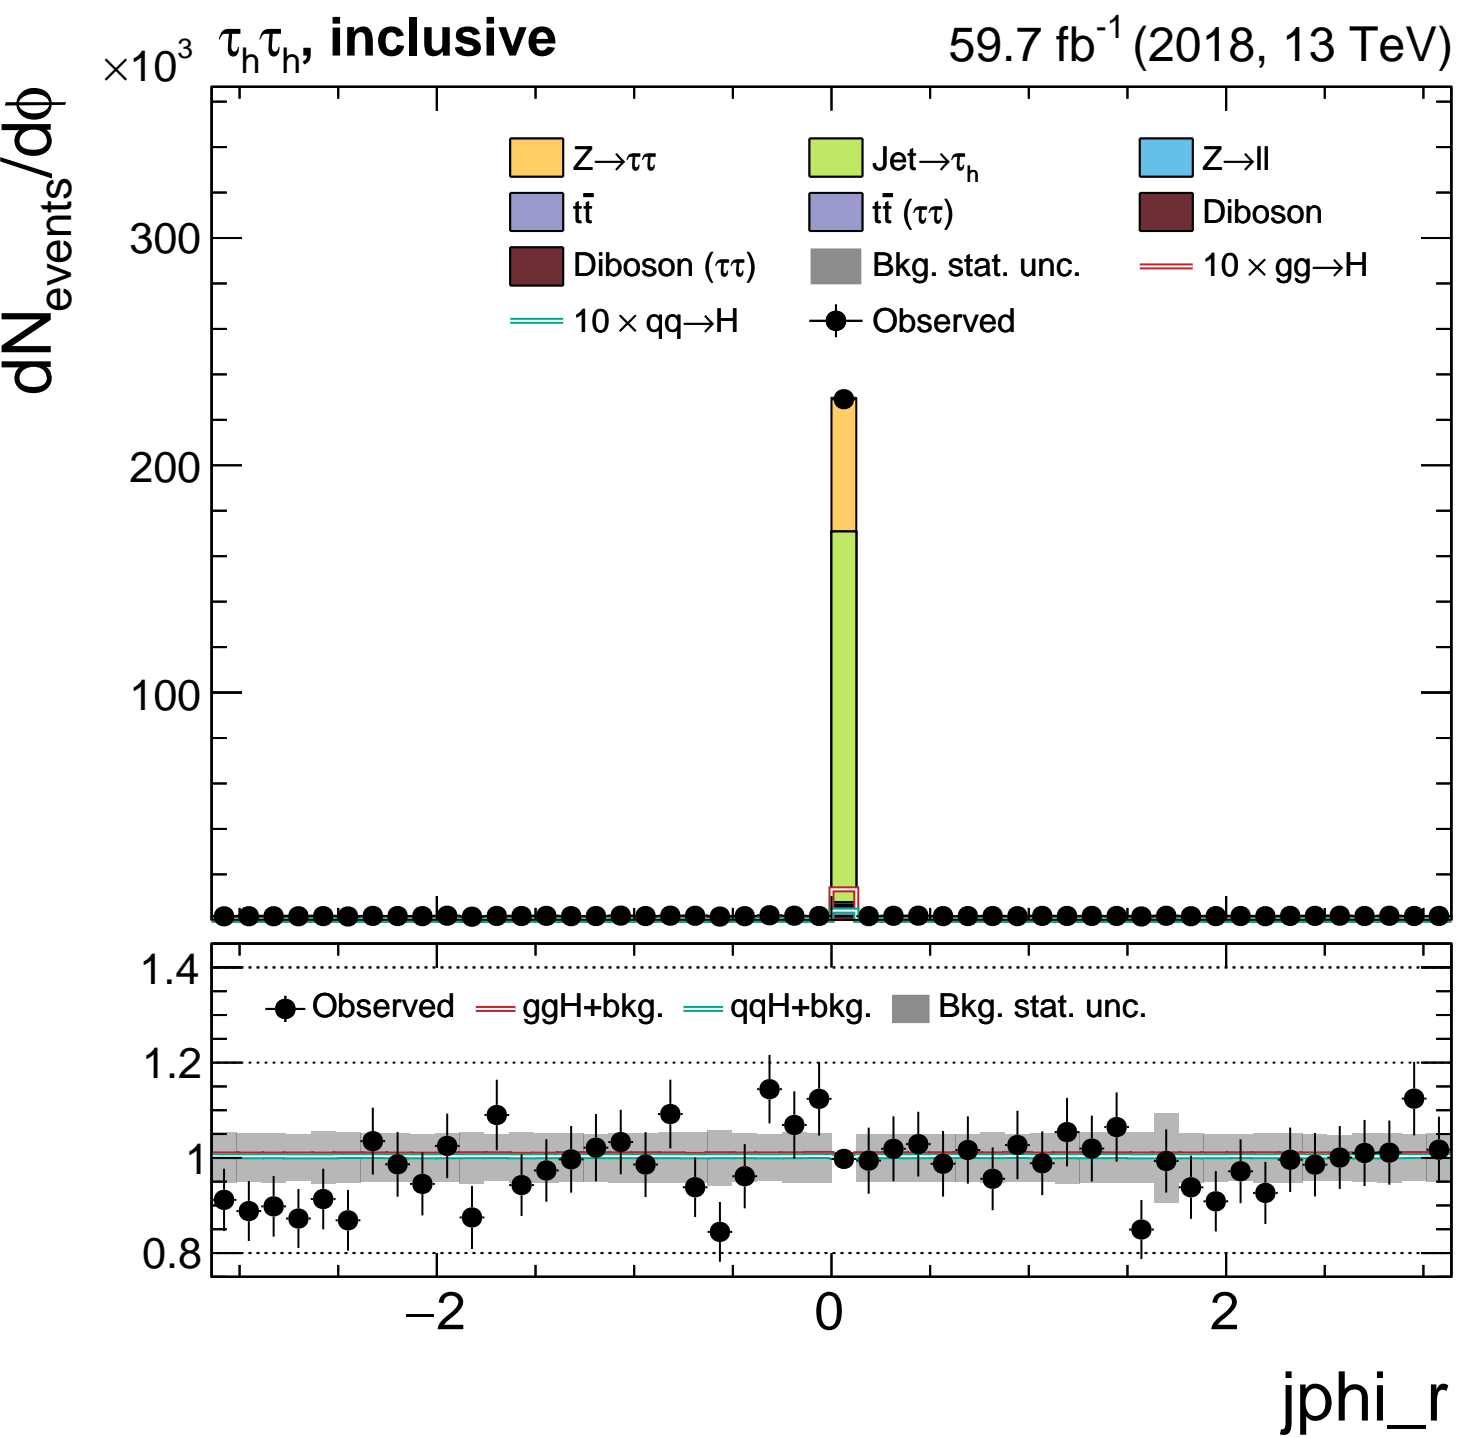 ×10³ τₕτₕ, inclusive 59.7 fb⁻¹ (2018, 13 TeV)
dN_events/dϕ
Z→ττ Jet→τₕ Z→ll
tt̄ tt̄ (ττ) Diboson
Diboson (ττ) Bkg. stat. unc. 10 × gg→H
10 × qq→H Observed
300
200
100
1.4
Observed ggH+bkg. qqH+bkg. Bkg. stat. unc.
1.2
1
0.8
−2 0 2
jphi_r